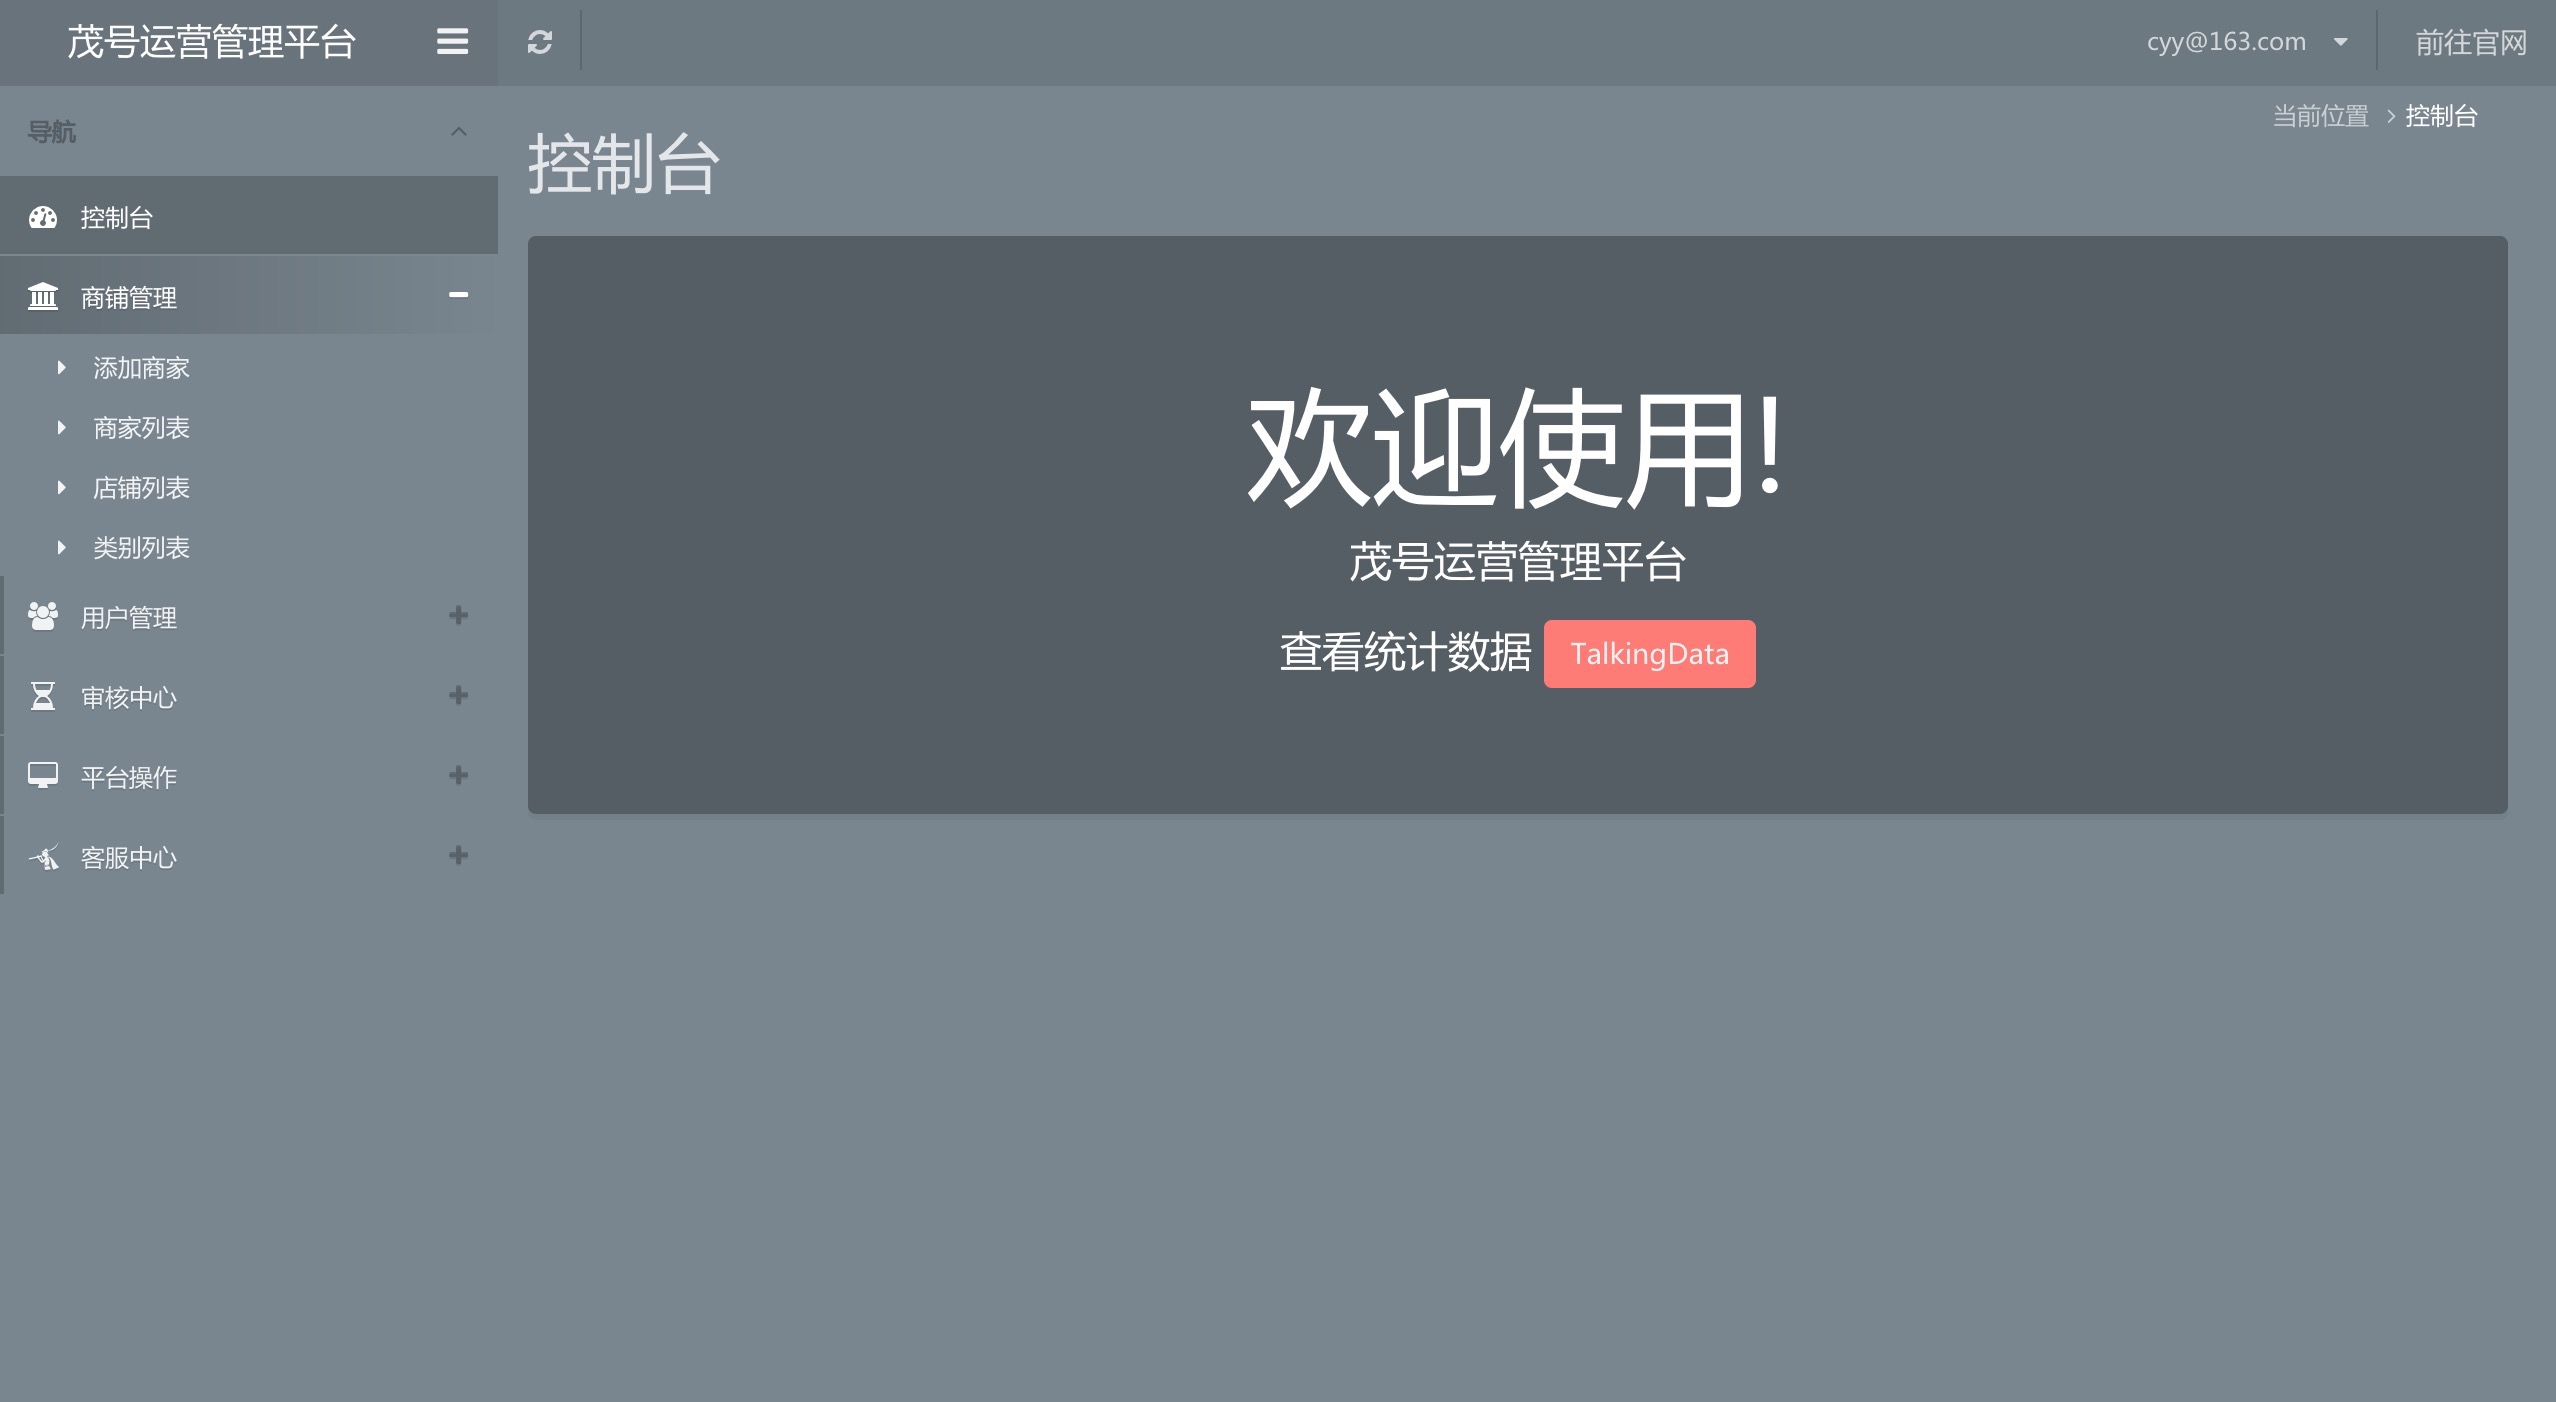 茂号运营管理平台
cyy@163.com
前往官网
导航
控制台
商铺管理
添加商家
商家列表
店铺列表
类别列表
用户管理
审核中心
平台操作
客服中心
当前位置 > 控制台
控制台
欢迎使用!
茂号运营管理平台
查看统计数据 TalkingData